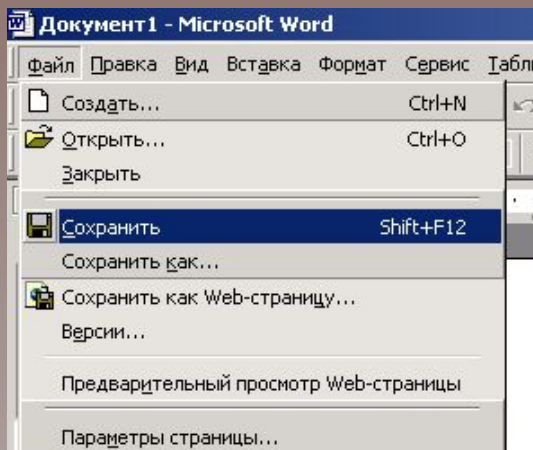 Документ1 - Microsoft Word
Файл Правка Вид Вставка Формат Сервис
Создать... Ctrl+N
Открыть... Ctrl+O
Закрыть
Сохранить Shift+F12
Сохранить как...
Сохранить как Web-страницу...
Версии...
Предварительный просмотр Web-страницы
Параметры страницы...